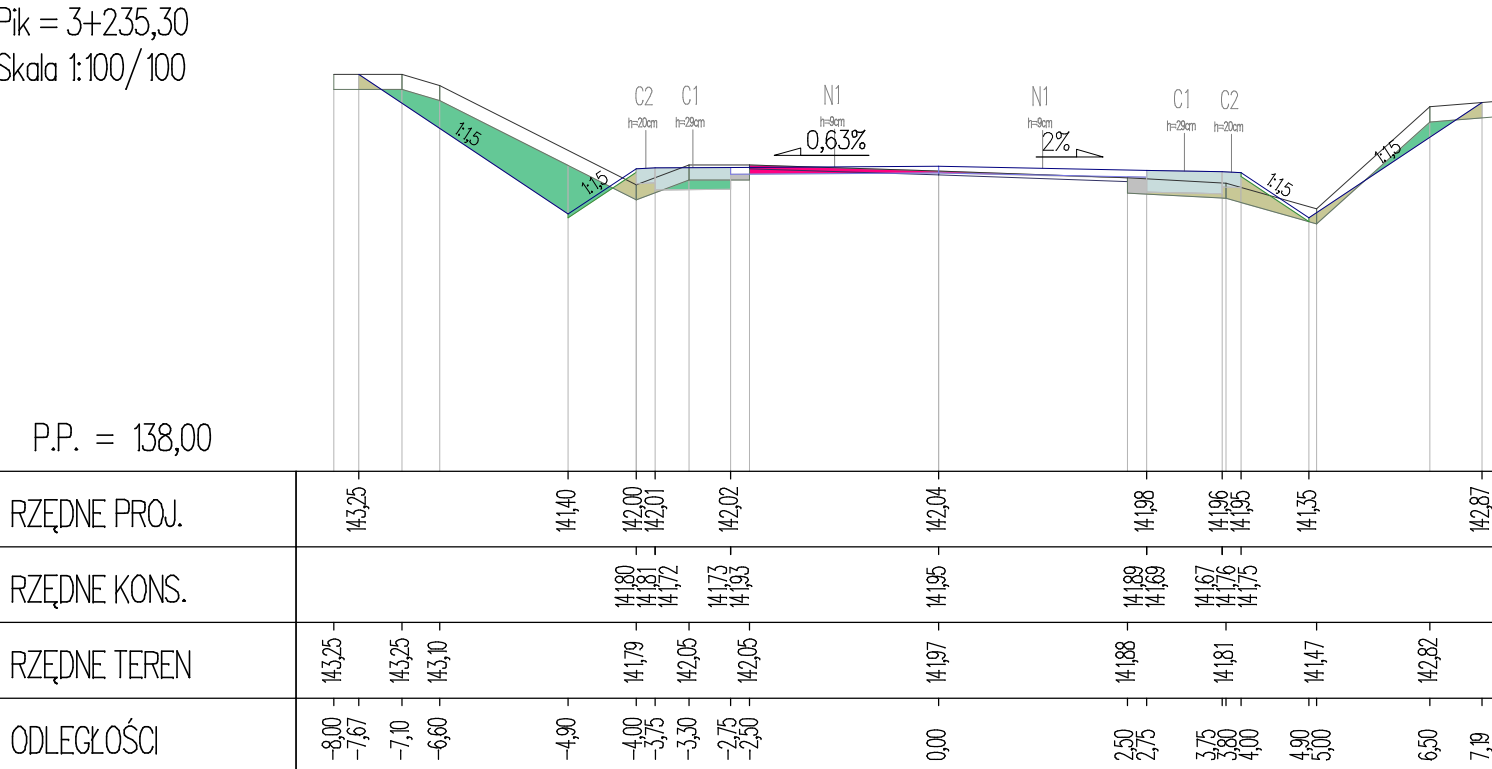 Pik = 3+235,30
Skala 1:100/100
C2 C1 N1 N1 C1 C2
h=20cm h=29cm h=9cm h=9cm h=29cm h=20cm
0,63% 2%
1:1,5 1:1,5 1:1,5 1:1,5
P.P. = 138,00
RZĘDNE PROJ. 143,25 141,40 142,00 142,01 142,02 142,04 141,98 141,96 141,95 141,35 142,87
RZĘDNE KONS. 141,80 141,81 141,72 141,73 141,93 141,95 141,89 141,69 141,67 141,76 141,75
RZĘDNE TEREN 143,25 143,25 143,10 141,79 142,05 142,05 141,97 141,88 141,81 141,47 142,82
ODLEGŁOŚCI -8,00 -7,67 -7,10 -6,60 -4,90 -4,00 -3,75 -3,30 -2,75 -2,50 0,00 2,50 2,75 3,75 3,80 4,00 4,90 5,00 6,50 7,19